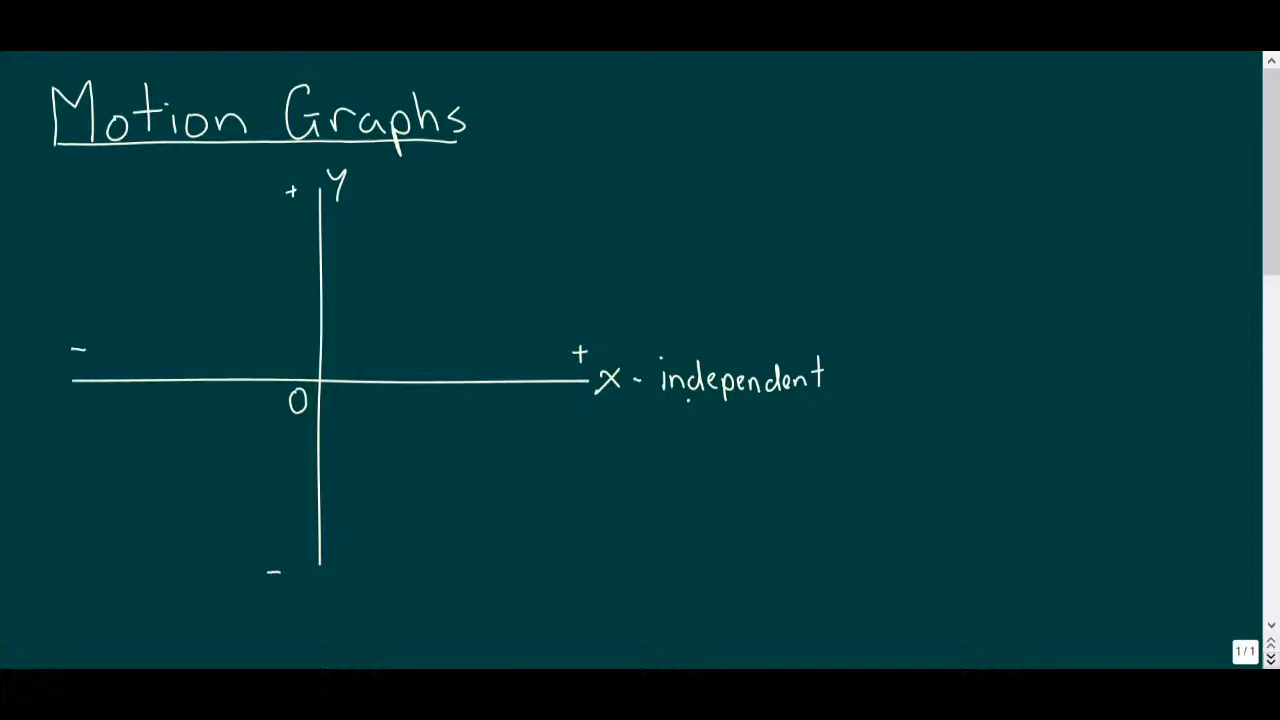 Motion Graphs
+ Y
- +
X - independent
0
-
1/1